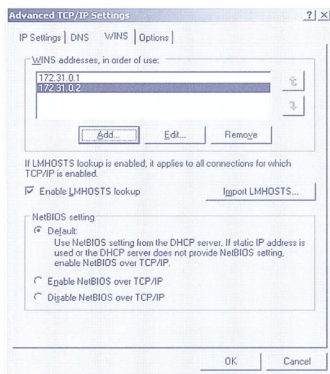 Advanced TCP/IP Settings ? ×
IP Settings DNS WINS Options
WINS addresses, in order of use:
172.31.0.1
172.31.0.2
Add... Edit... Remove
If LMHOSTS lookup is enabled, it applies to all connections for which
TCP/IP is enabled.
Enable LMHOSTS lookup Import LMHOSTS...
NetBIOS setting
Default:
Use NetBIOS setting from the DHCP server. If static IP address is
used or the DHCP server does not provide NetBIOS setting,
enable NetBIOS over TCP/IP.
Enable NetBIOS over TCP/IP
Disable NetBIOS over TCP/IP
OK Cancel